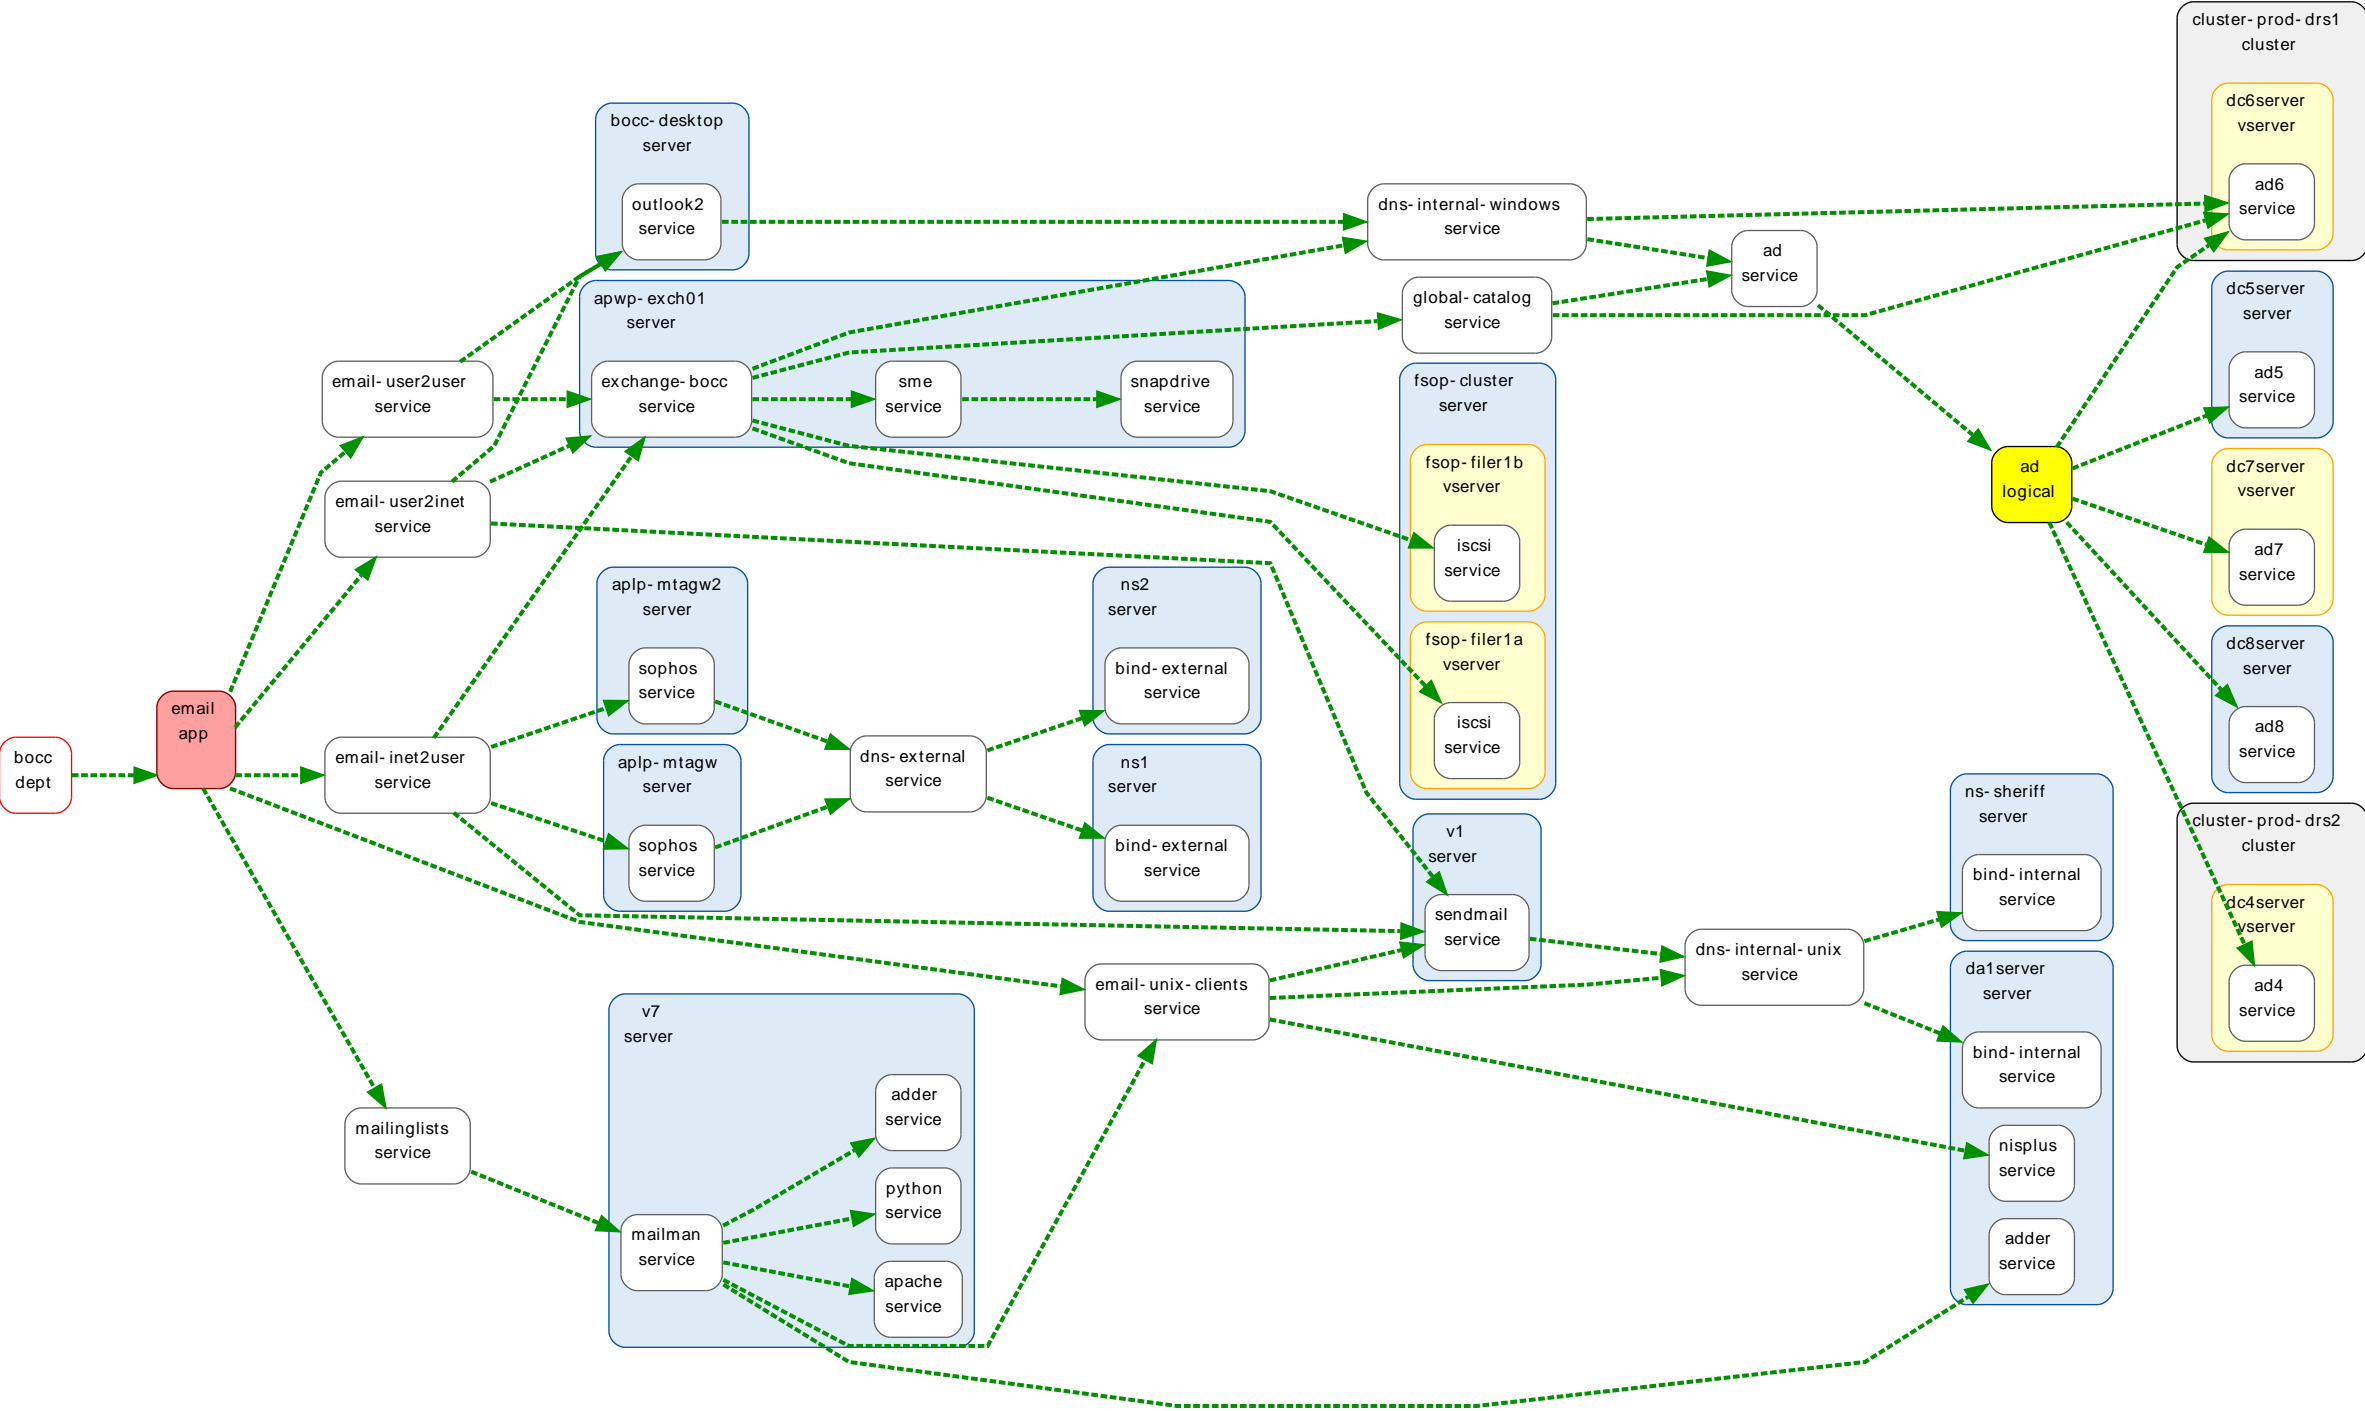 cluster-prod-drs1
cluster
dc6server
vserver
ad6
service
bocc-desktop
server
outlook2
service
dns-internal-windows
service
ad
service
global-catalog
service
apwp-exch01
server
exchange-bocc
service
sme
service
snapdrive
service
email-user2user
service
email-user2inet
service
dc5server
server
ad5
service
fsop-cluster
server
fsop-filer1b
vserver
iscsi
service
fsop-filer1a
vserver
iscsi
service
ad
logical
dc7server
vserver
ad7
service
dc8server
server
ad8
service
aplp-mtagw2
server
sophos
service
ns2
server
bind-external
service
email
app
bocc
dept
email-inet2user
service
aplp-mtagw
server
sophos
service
dns-external
service
ns1
server
bind-external
service
v1
server
sendmail
service
dns-internal-unix
service
ns-sheriff
server
bind-internal
service
cluster-prod-drs2
cluster
dc4server
vserver
ad4
service
email-unix-clients
service
da1server
server
bind-internal
service
nisplus
service
adder
service
mailinglists
service
v7
server
adder
service
python
service
mailman
service
apache
service